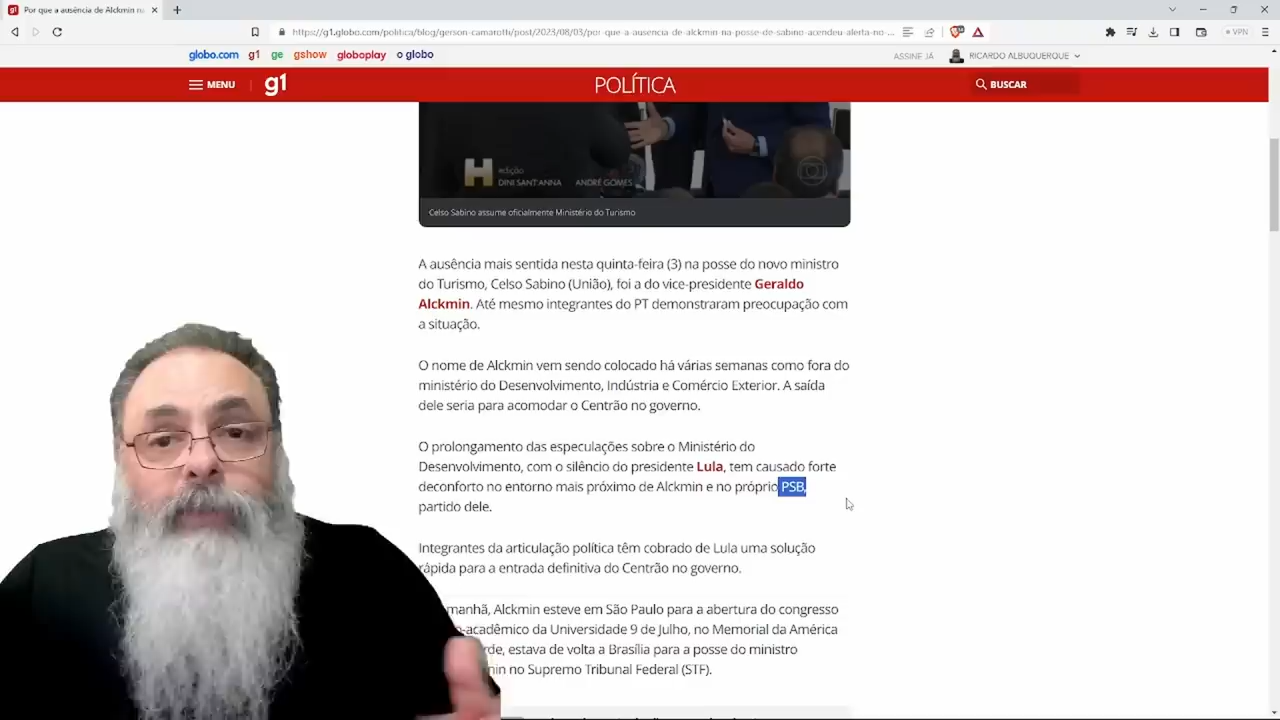 g1 Por que a ausência de Alckmin na
https://g1.globo.com/politica/blog/gerson-camarotti/post/2023/08/03/por-que-a-ausencia-de-alckmin-na-posse-de-sabino-acendeu-alerta-no-...
VPN
globo.com g1 ge gshow globoplay o globo
ASSINE JÁ RICARDO ALBUQUERQUE
MENU g1 POLÍTICA BUSCAR
H edição
DINI SANT'ANNA ANDRÉ GOMES
Celso Sabino assume oficialmente Ministério do Turismo
A ausência mais sentida nesta quinta-feira (3) na posse do novo ministro
do Turismo, Celso Sabino (União), foi a do vice-presidente Geraldo
Alckmin. Até mesmo integrantes do PT demonstraram preocupação com
a situação.
O nome de Alckmin vem sendo colocado há várias semanas como fora do
ministério do Desenvolvimento, Indústria e Comércio Exterior. A saída
dele seria para acomodar o Centrão no governo.
O prolongamento das especulações sobre o Ministério do
Desenvolvimento, com o silêncio do presidente Lula, tem causado forte
deconforto no entorno mais próximo de Alckmin e no próprio PSB,
partido dele.
Integrantes da articulação política têm cobrado de Lula uma solução
rápida para a entrada definitiva do Centrão no governo.
manhã, Alckmin esteve em São Paulo para a abertura do congresso
-acadêmico da Universidade 9 de Julho, no Memorial da América
estava de volta a Brasília para a posse do ministro
no Supremo Tribunal Federal (STF).